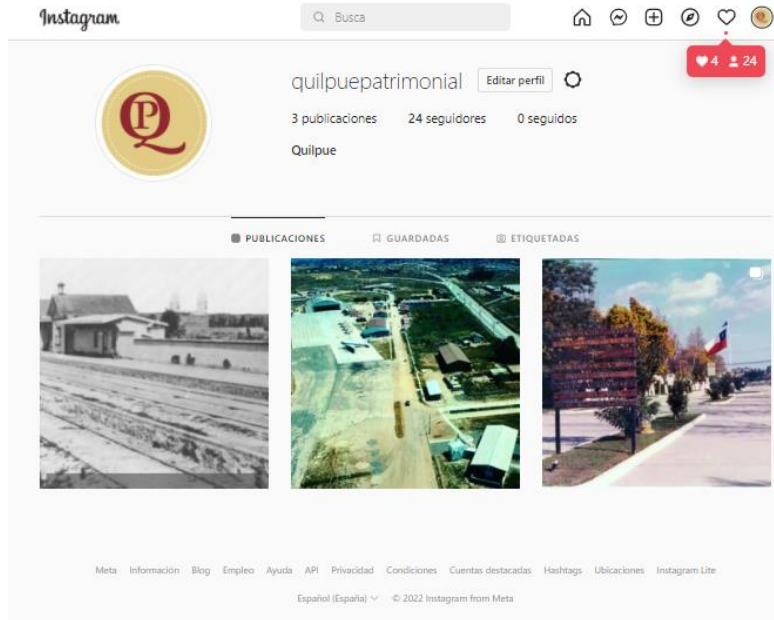 Instagram
Busca
4 24
quilpuepatrimonial Editar perfil
3 publicaciones 24 seguidores 0 seguidos
Quilpue
PUBLICACIONES GUARDADAS ETIQUETADAS
Meta Información Blog Empleo Ayuda API Privacidad Condiciones Cuentas destacadas Hashtags Ubicaciones Instagram Lite
Español (España) © 2022 Instagram from Meta